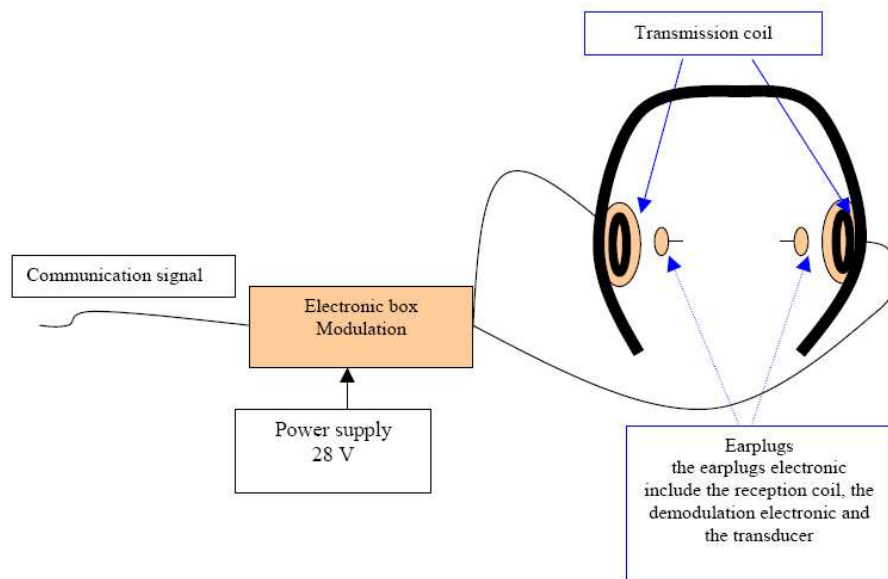 Transmission coil
Communication signal
Electronic box
Modulation
Power supply
28 V
Earplugs
the earplugs electronic
include the reception coil, the
demodulation electronic and
the transducer